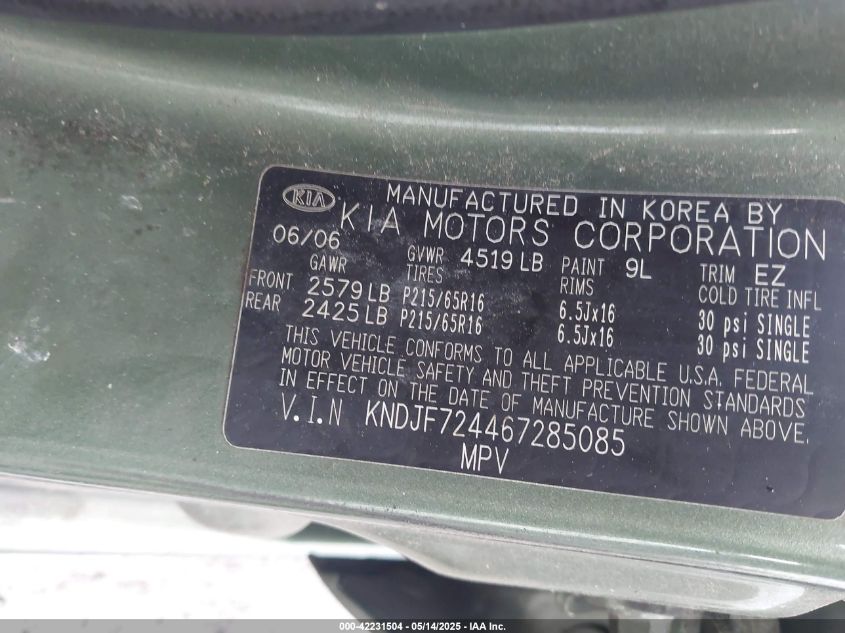 KIA
MANUFACTURED IN KOREA BY
KIA MOTORS CORPORATION
06/06
GAWR GVWR 4519 LB PAINT 9L TRIM EZ
TIRES RIMS COLD TIRE INFL
FRONT 2579 LB P215/65R16 6.5Jx16 30 psi SINGLE
REAR 2425 LB P215/65R16 6.5Jx16 30 psi SINGLE
THIS VEHICLE CONFORMS TO ALL APPLICABLE U.S.A. FEDERAL
MOTOR VEHICLE SAFETY AND THEFT PREVENTION STANDARDS
IN EFFECT ON THE DATE OF MANUFACTURE SHOWN ABOVE.
V.I.N KNDJF724467285085
MPV
000-42231504 - 05/14/2025 - IAA Inc.